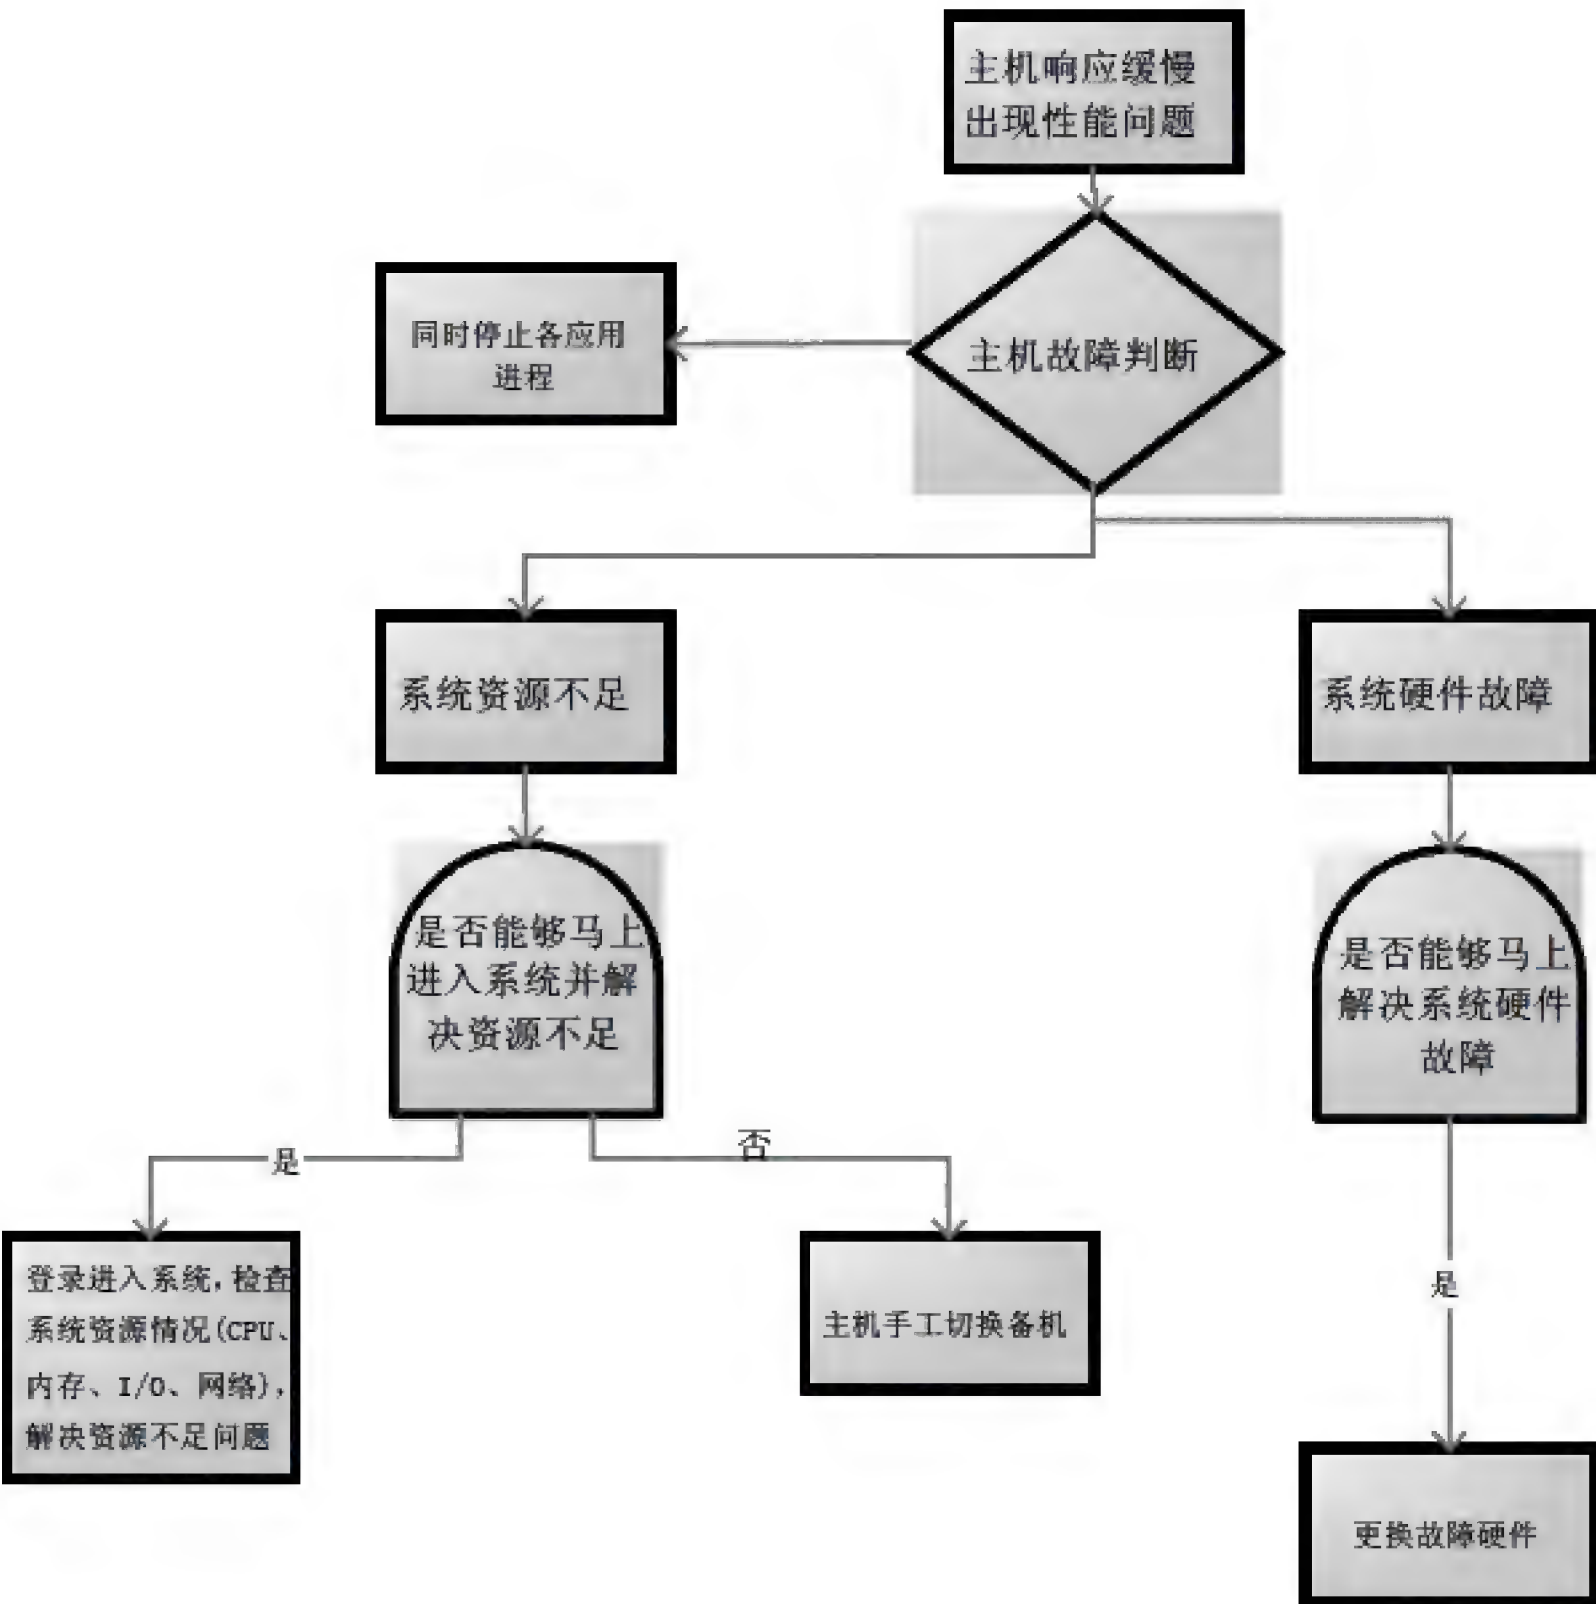 主机响应缓慢
出现性能问题
主机故障判断
同时停止各应用
进程
系统资源不足
系统硬件故障
是否能够马上
进入系统并解
决资源不足
是否能够马上
解决系统硬件
故障
是
否
登录进入系统,检查
系统资源情况(CPU、
内存、I/O、网络),
解决资源不足问题
主机手工切换备机
是
更换故障硬件